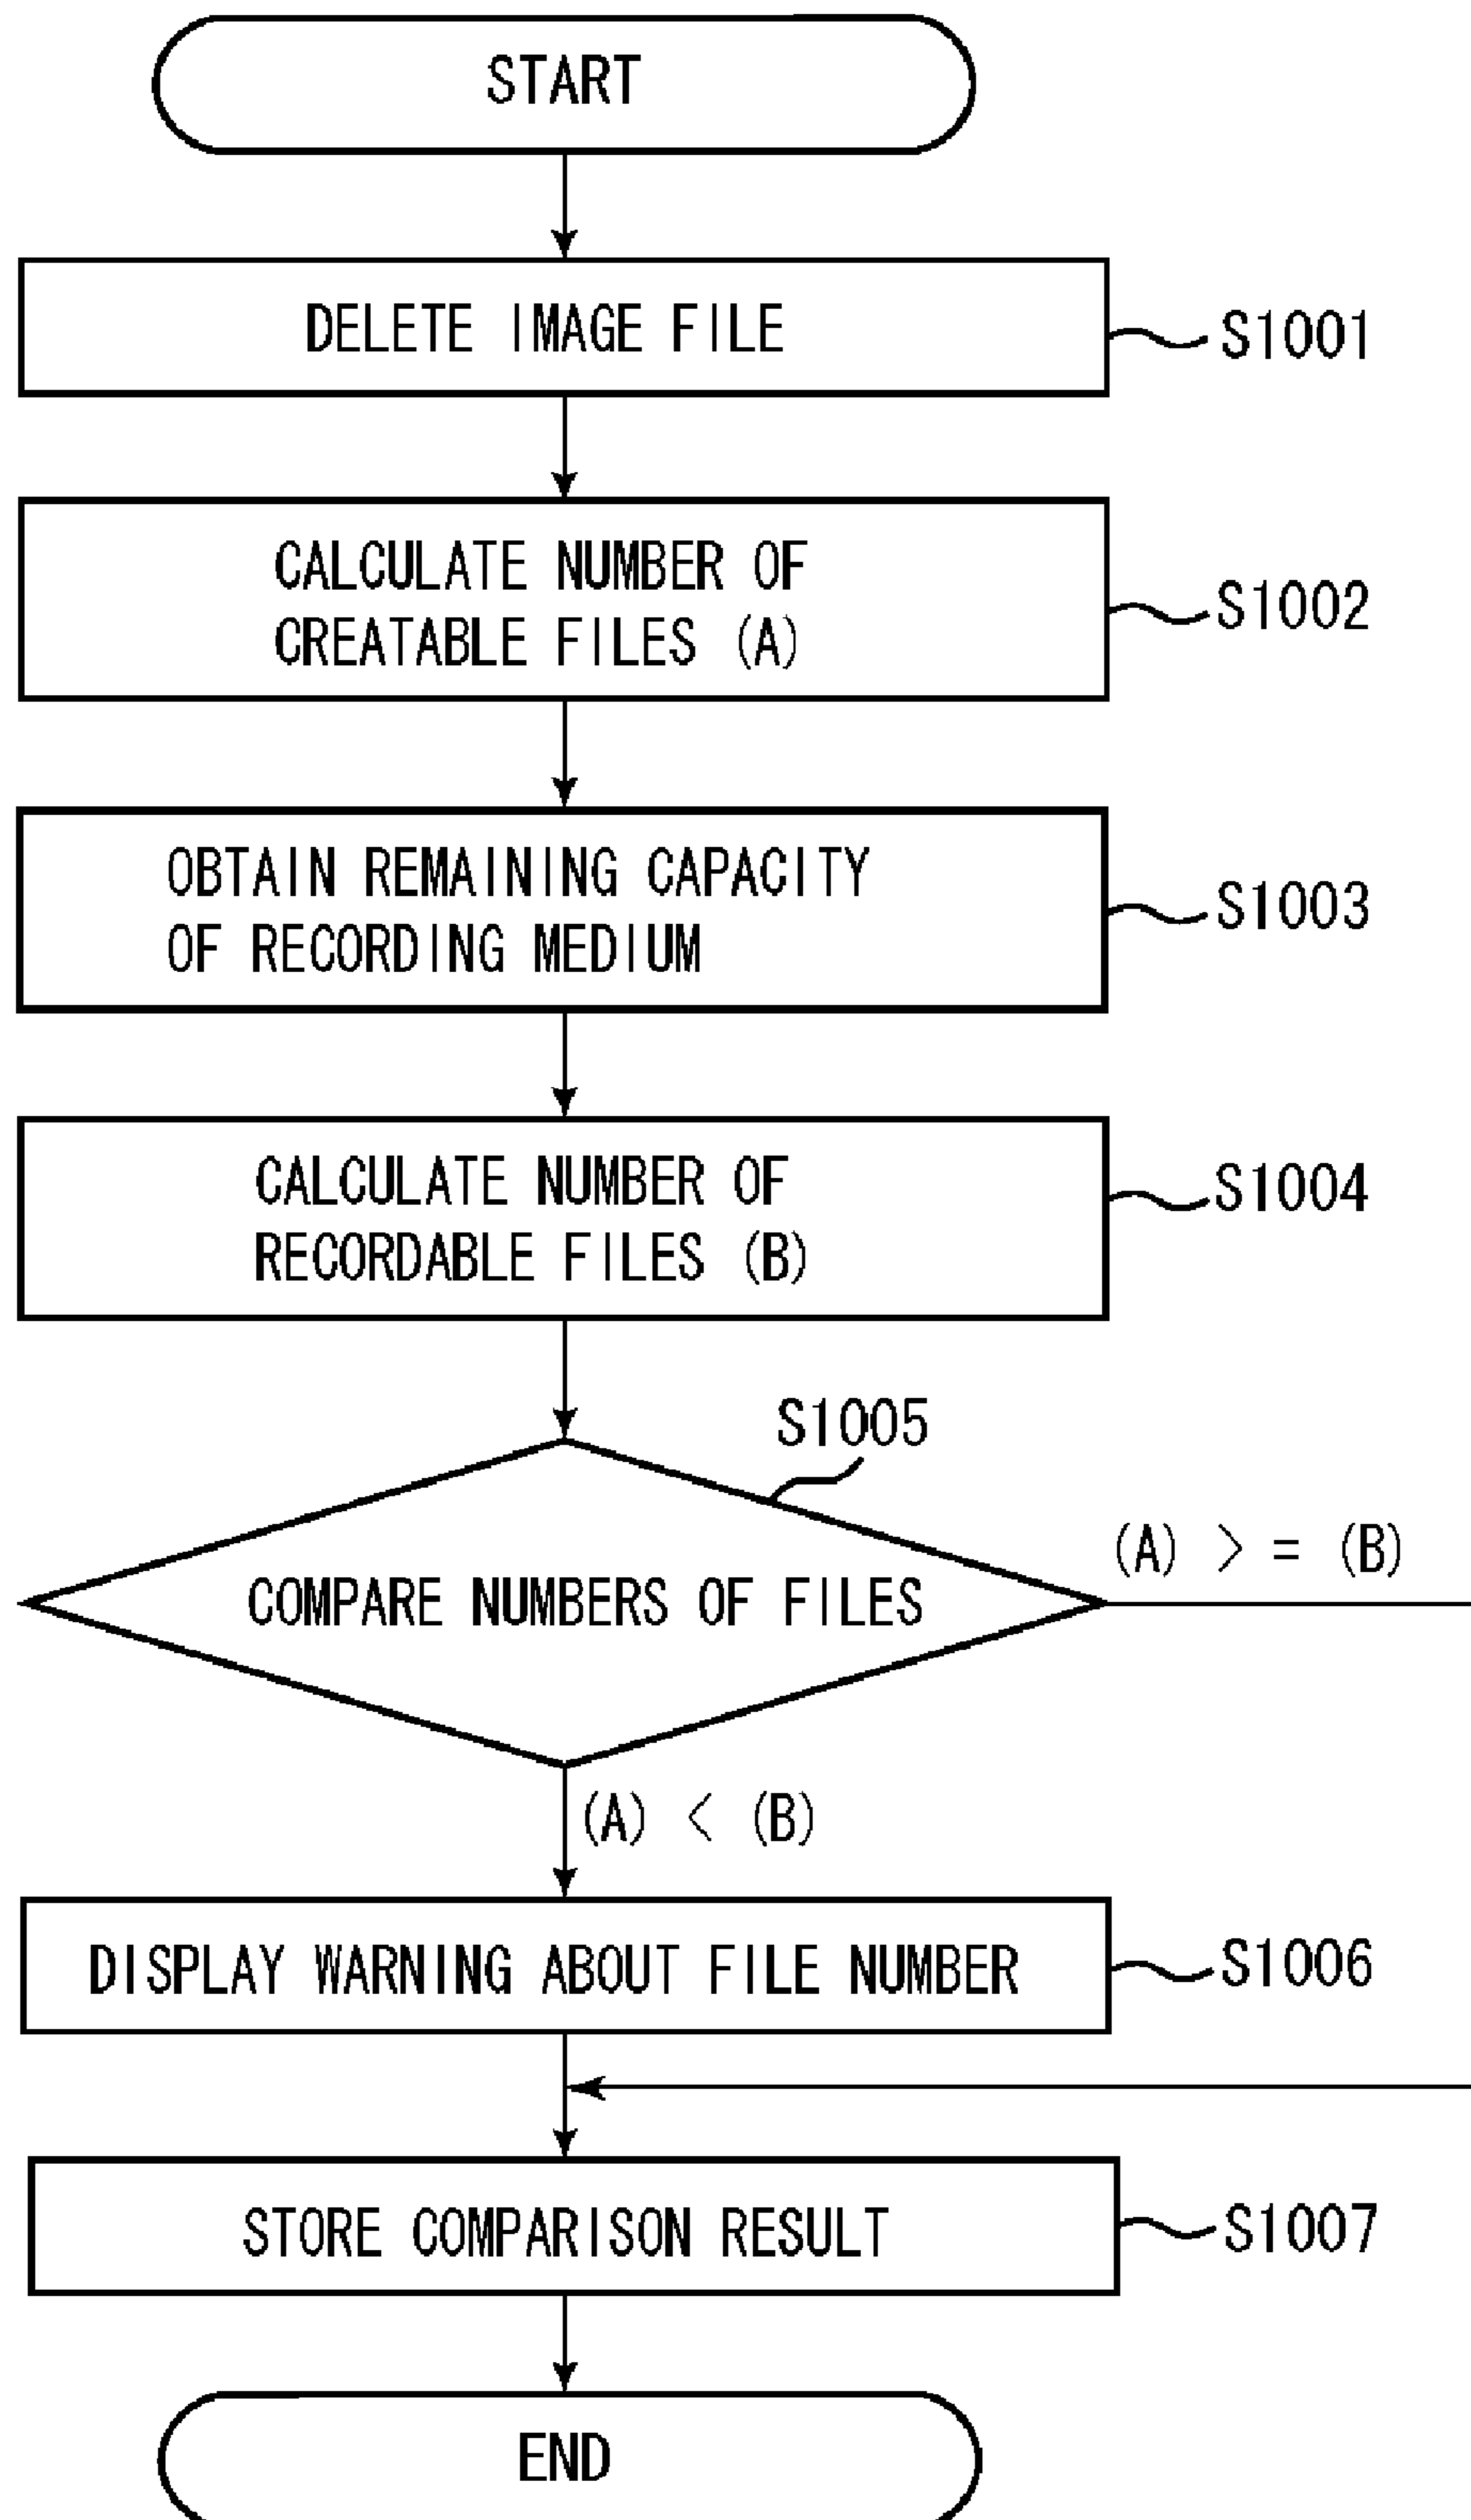 START
DELETE IMAGE FILE
S1001
CALCULATE NUMBER OF
CREATABLE FILES (A)
S1002
OBTAIN REMAINING CAPACITY
OF RECORDING MEDIUM
S1003
CALCULATE NUMBER OF
RECORDABLE FILES (B)
S1004
S1005
(A) > = (B)
COMPARE NUMBERS OF FILES
(A) < (B)
DISPLAY WARNING ABOUT FILE NUMBER
S1006
STORE COMPARISON RESULT
S1007
END